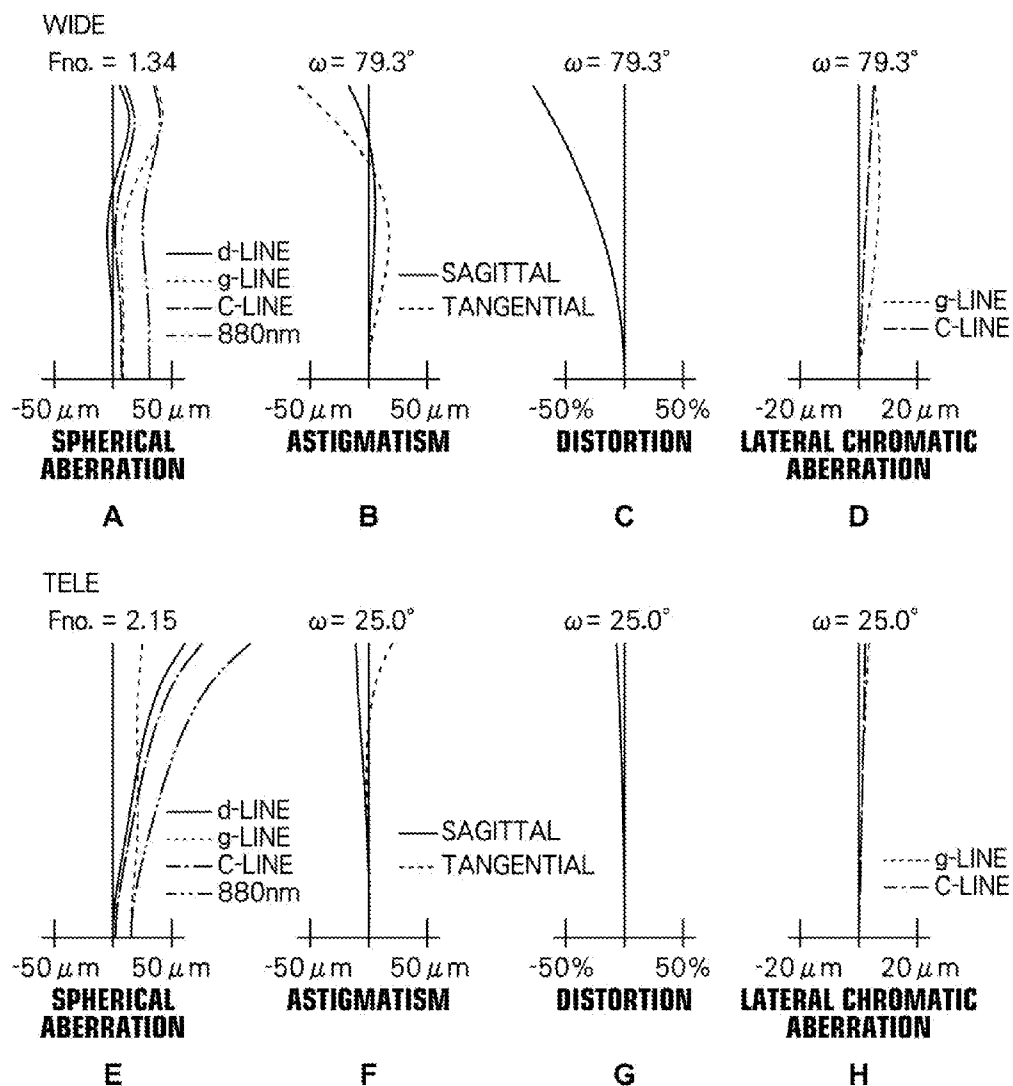 WIDE
Fno. = 1.34
ω= 79.3°
ω= 79.3°
ω= 79.3°
d-LINE
g-LINE
C-LINE
880nm
SAGITTAL
TANGENTIAL
g-LINE
C-LINE
-50 μm 50 μm
-50 μm 50 μm
-50% 50%
-20 μm 20 μm
SPHERICAL
ABERRATION
ASTIGMATISM
DISTORTION
LATERAL CHROMATIC
ABERRATION
A
B
C
D
TELE
Fno. = 2.15
ω= 25.0°
ω= 25.0°
ω= 25.0°
d-LINE
g-LINE
C-LINE
880nm
SAGITTAL
TANGENTIAL
g-LINE
C-LINE
-50 μm 50 μm
-50 μm 50 μm
-50% 50%
-20 μm 20 μm
SPHERICAL
ABERRATION
ASTIGMATISM
DISTORTION
LATERAL CHROMATIC
ABERRATION
E
F
G
H